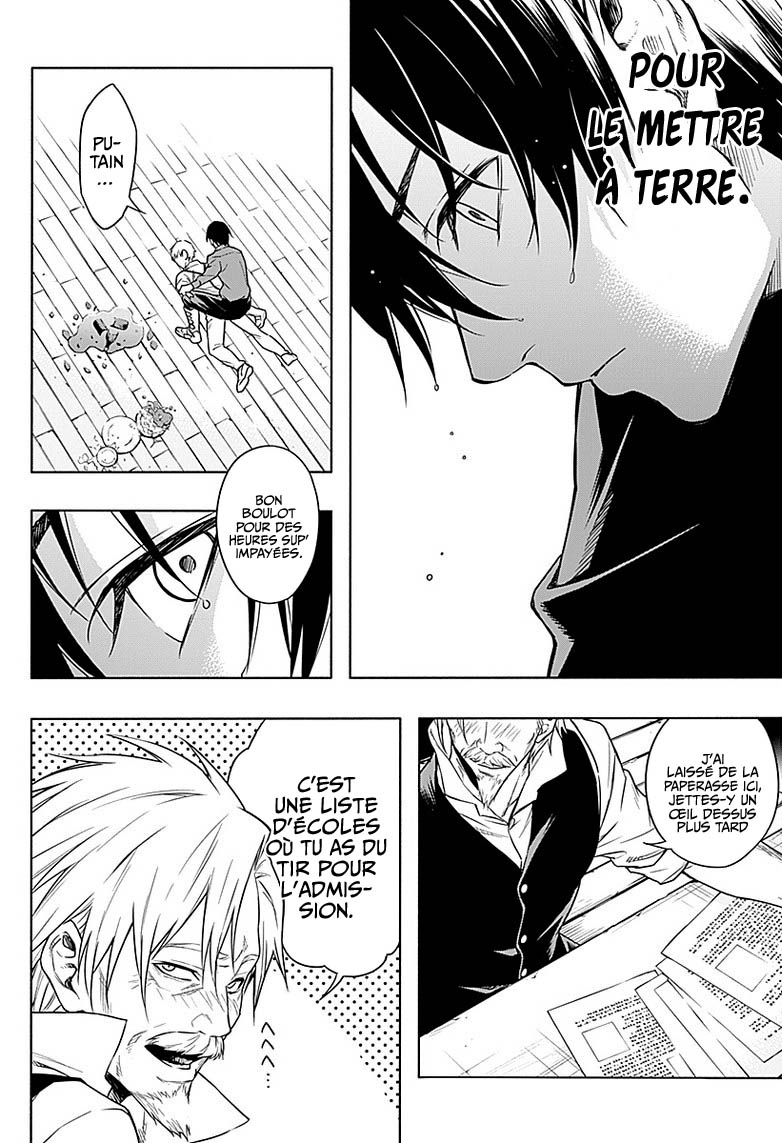 POUR
LE METTRE
À TERRE.
PU-
TAIN
...
BON
BOULOT
POUR DES
HEURES SUP'
IMPAYÉES.
J'AI
LAISSÉ DE LA
PAPERASSE ICI,
JETTES-Y UN
ŒIL DESSUS
PLUS TARD
C'EST
UNE LISTE
D'ÉCOLES
OÙ TU AS DU
TIR POUR
L'ADMIS-
SION.